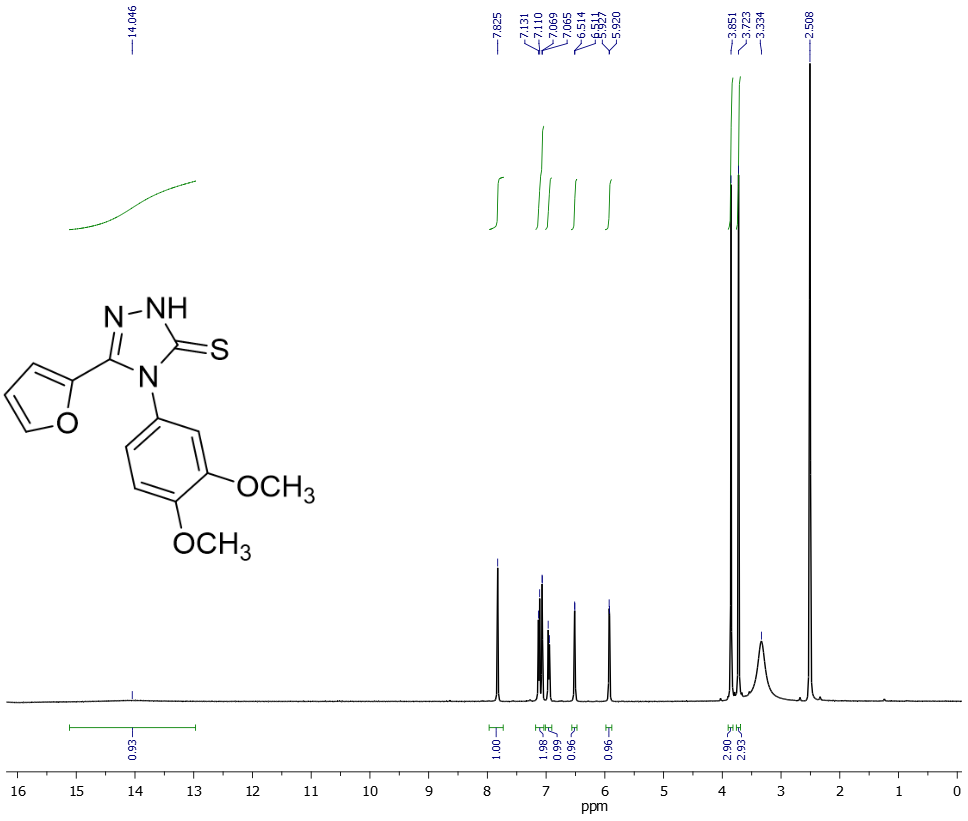 14.046
7.825
7.131
7.110
7.069
7.065
6.514
6.511
5.927
5.920
3.851
3.723
3.334
2.508
N
NH
S
N
O
OCH3
OCH3
0.93
1.00
1.98
0.99
0.96
0.96
2.90
2.93
16 15 14 13 12 11 10 9 8 7 6 5 4 3 2 1 0
ppm